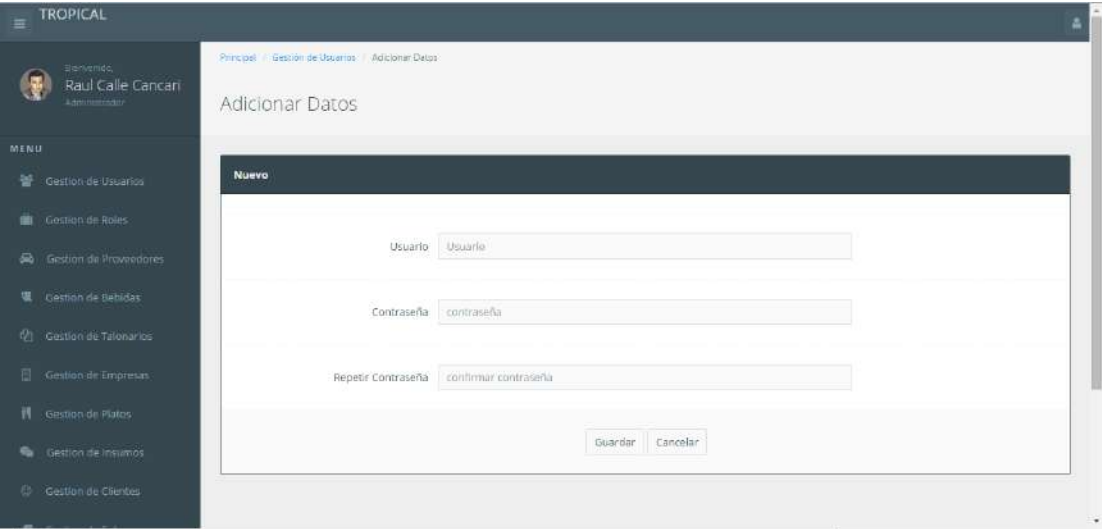 TROPICAL
Bienvenido,
Raul Calle Cancari
Administrador
Principal / Gestión de Usuarios / Adicionar Datos
Adicionar Datos
MENU
Gestion de Usuarios
Gestion de Roles
Gestion de Proveedores
Gestion de Bebidas
Gestion de Talonarios
Gestion de Empresas
Gestion de Platos
Gestion de Insumos
Gestion de Clientes
Nuevo
Usuario Usuario
Contraseña contraseña
Repetir Contraseña confirmar contraseña
Guardar Cancelar